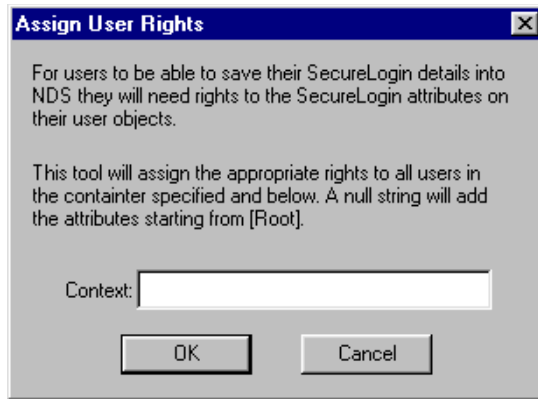 Assign User Rights
For users to be able to save their SecureLogin details into
NDS they will need rights to the SecureLogin attributes on
their user objects.
This tool will assign the appropriate rights to all users in
the containter specified and below. A null string will add
the attributes starting from [Root].
Context:
OK Cancel